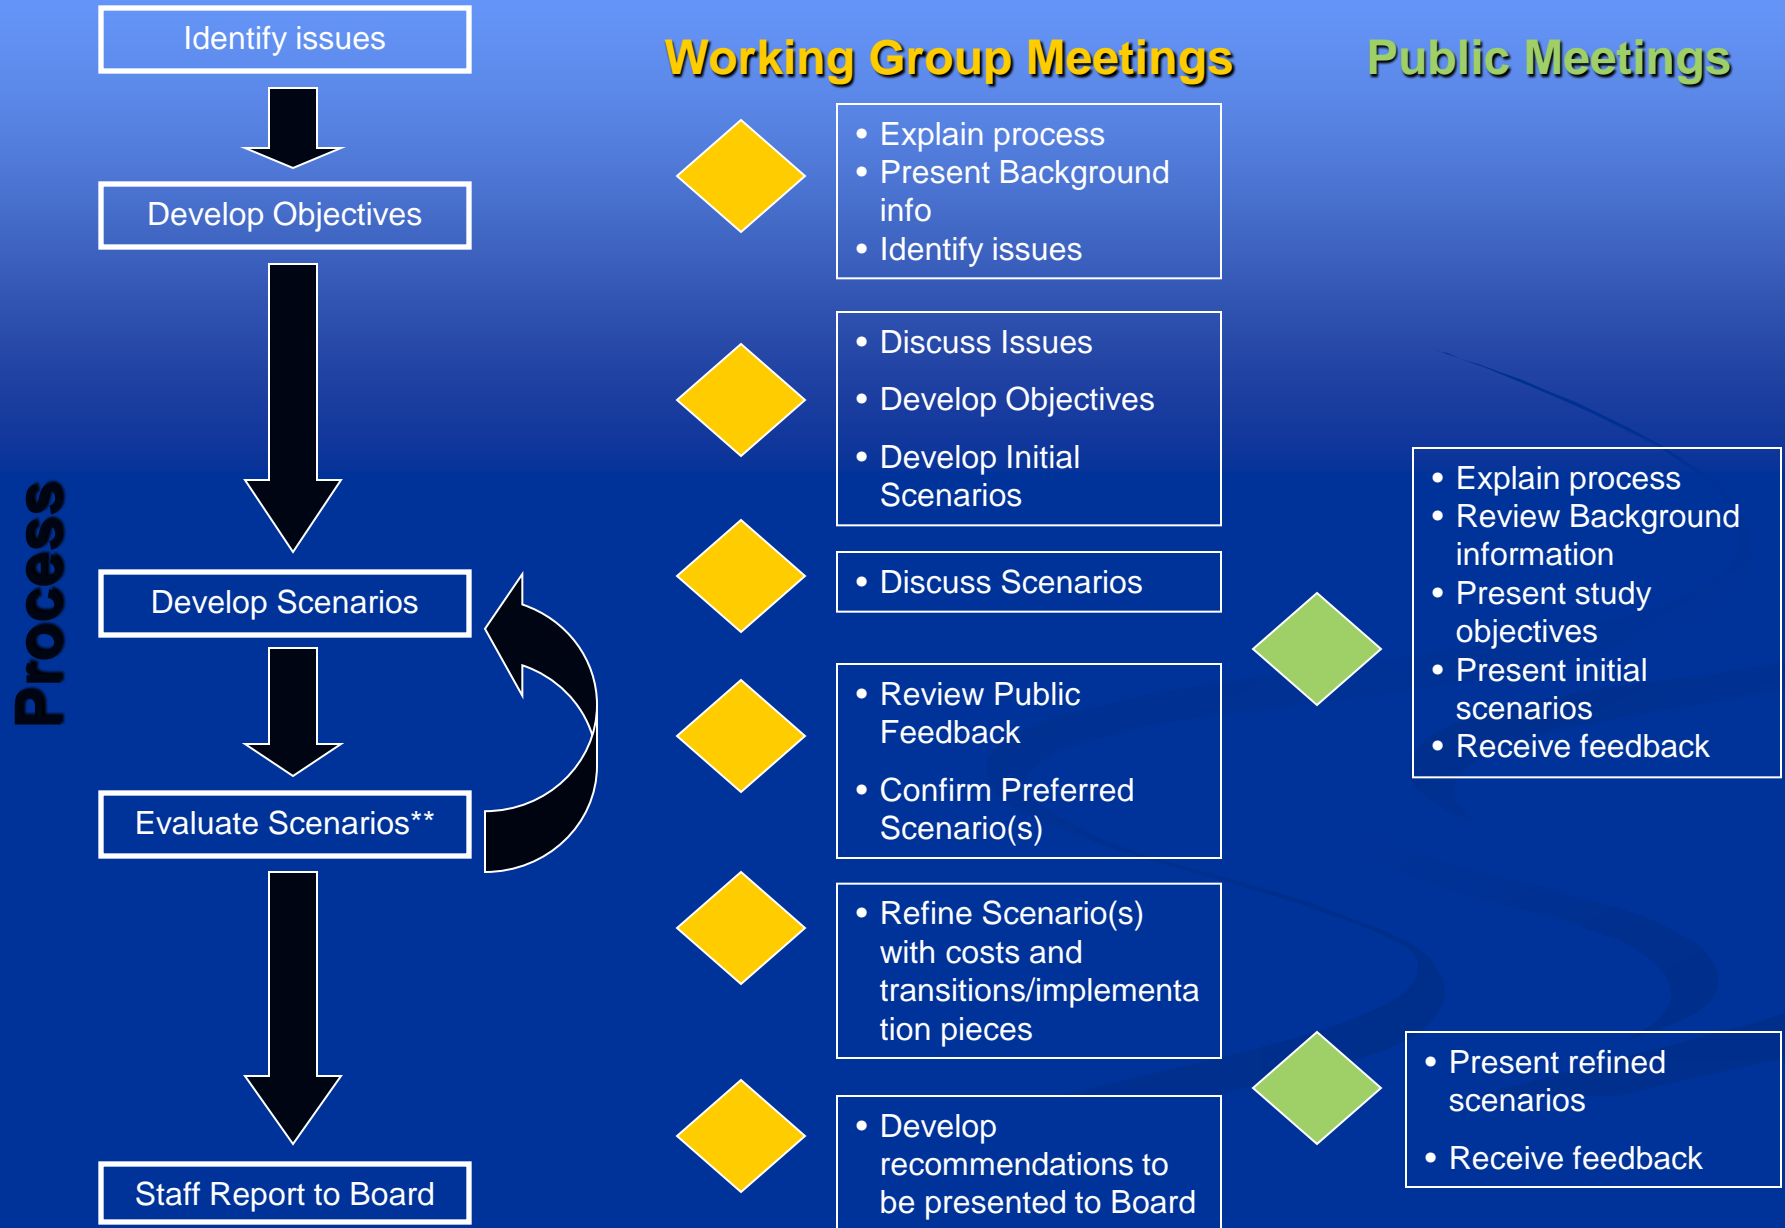 Process
Identify issues
Develop Objectives
Develop Scenarios
Evaluate Scenarios**
Staff Report to Board
Working Group Meetings
• Explain process
• Present Background
info
• Identify issues
• Discuss Issues
• Develop Objectives
• Develop Initial
Scenarios
• Discuss Scenarios
• Review Public
Feedback
• Confirm Preferred
Scenario(s)
• Refine Scenario(s)
with costs and
transitions/implementa
tion pieces
• Develop
recommendations to
be presented to Board
Public Meetings
• Explain process
• Review Background
information
• Present study
objectives
• Present initial
scenarios
• Receive feedback
• Present refined
scenarios
• Receive feedback